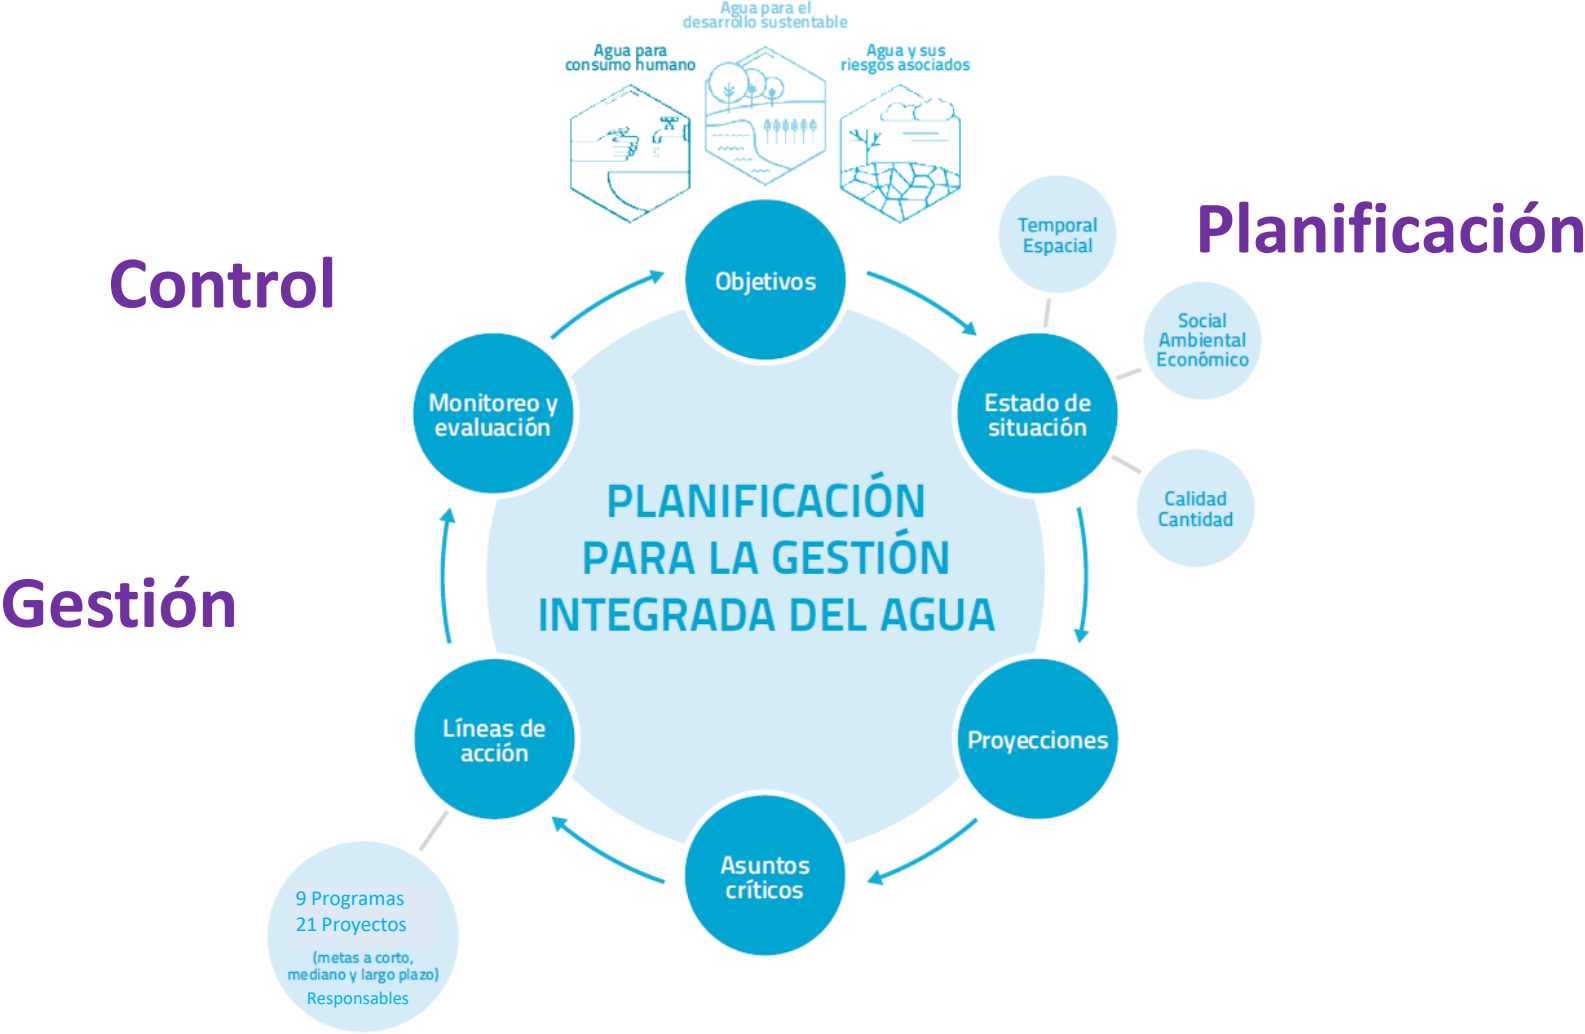 Agua para el
desarrollo sustentable
Agua para
consumo humano
Agua y sus
riesgos asociados
Planificación
Control
Gestión
Objetivos
Temporal
Espacial
Social
Ambiental
Económico
Estado de
situación
Calidad
Cantidad
Monitoreo y
evaluación
PLANIFICACIÓN
PARA LA GESTIÓN
INTEGRADA DEL AGUA
Proyecciones
Asuntos
críticos
Líneas de
acción
9 Programas
21 Proyectos
(metas a corto,
mediano y largo plazo)
Responsables